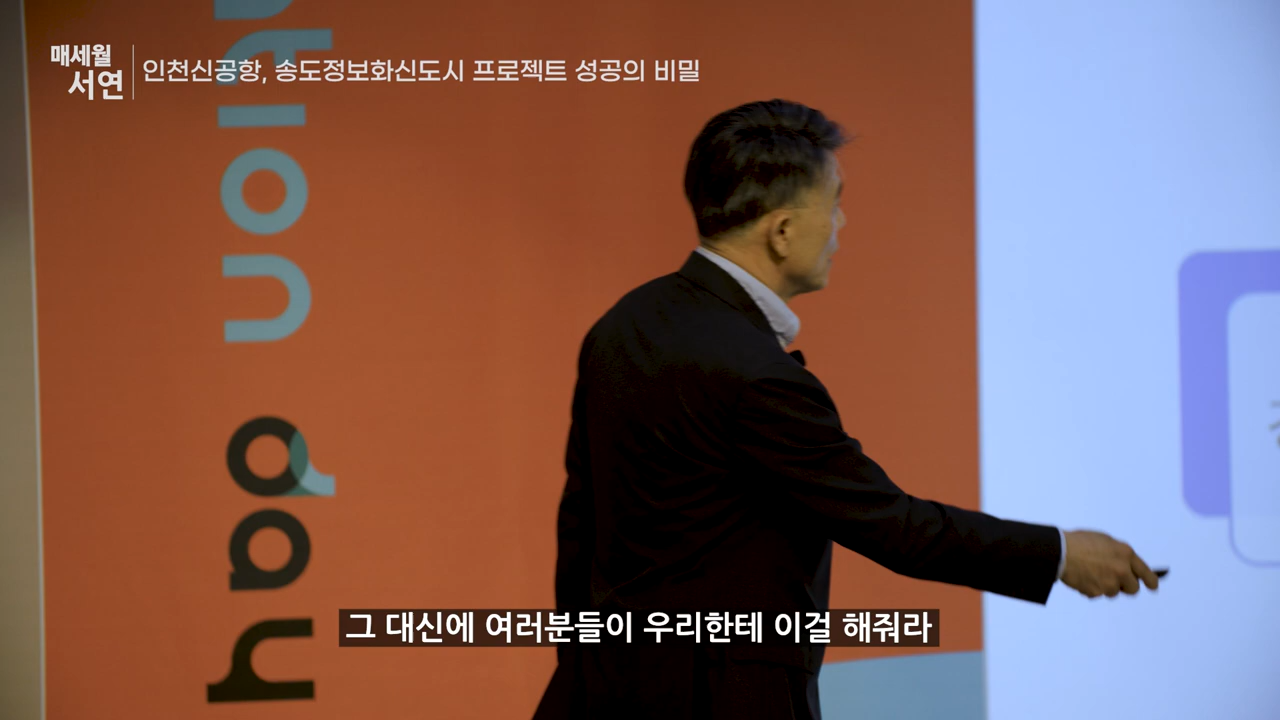 매세월
서연
인천신공항, 송도정보화신도시 프로젝트 성공의 비밀
day
그 대신에 여러분들이 우리한테 이걸 해줘라